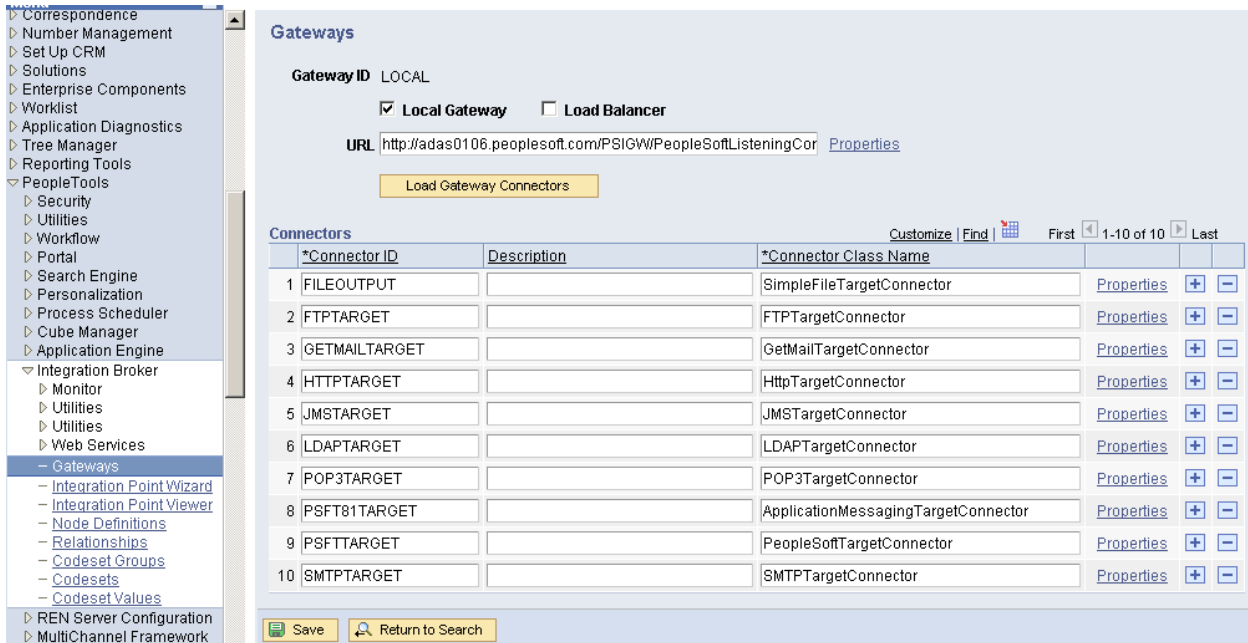 Correspondence
Number Management
Set Up CRM
Solutions
Enterprise Components
Worklist
Application Diagnostics
Tree Manager
Reporting Tools
PeopleTools
Security
Utilities
Workflow
Portal
Search Engine
Personalization
Process Scheduler
Cube Manager
Application Engine
Integration Broker
Monitor
Utilities
Utilities
Web Services
– Gateways
– Integration Point Wizard
– Integration Point Viewer
– Node Definitions
– Relationships
– Codeset Groups
– Codesets
– Codeset Values
REN Server Configuration
MultiChannel Framework
Gateways
Gateway ID LOCAL
Local Gateway Load Balancer
URL http://adas0106.peoplesoft.com/PSIGW/PeopleSoftListeningCor Properties
Load Gateway Connectors
Connectors Customize | Find | First 1-10 of 10 Last
*Connector ID Description *Connector Class Name
1 FILEOUTPUT SimpleFileTargetConnector Properties
2 FTPTARGET FTPTargetConnector Properties
3 GETMAILTARGET GetMailTargetConnector Properties
4 HTTPTARGET HttpTargetConnector Properties
5 JMSTARGET JMSTargetConnector Properties
6 LDAPTARGET LDAPTargetConnector Properties
7 POP3TARGET POP3TargetConnector Properties
8 PSFT81TARGET ApplicationMessagingTargetConnector Properties
9 PSFTTARGET PeopleSoftTargetConnector Properties
10 SMTPTARGET SMTPTargetConnector Properties
Save Return to Search